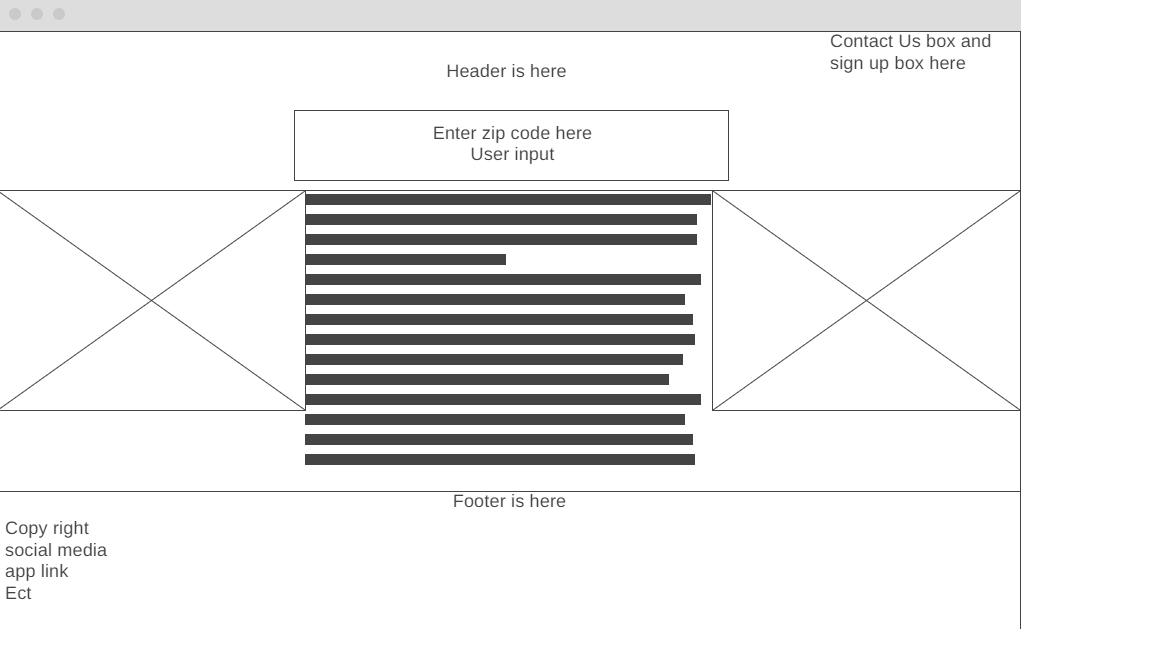 Contact Us box and
sign up box here
Header is here
Enter zip code here
User input
Footer is here
Copy right
social media
app link
Ect